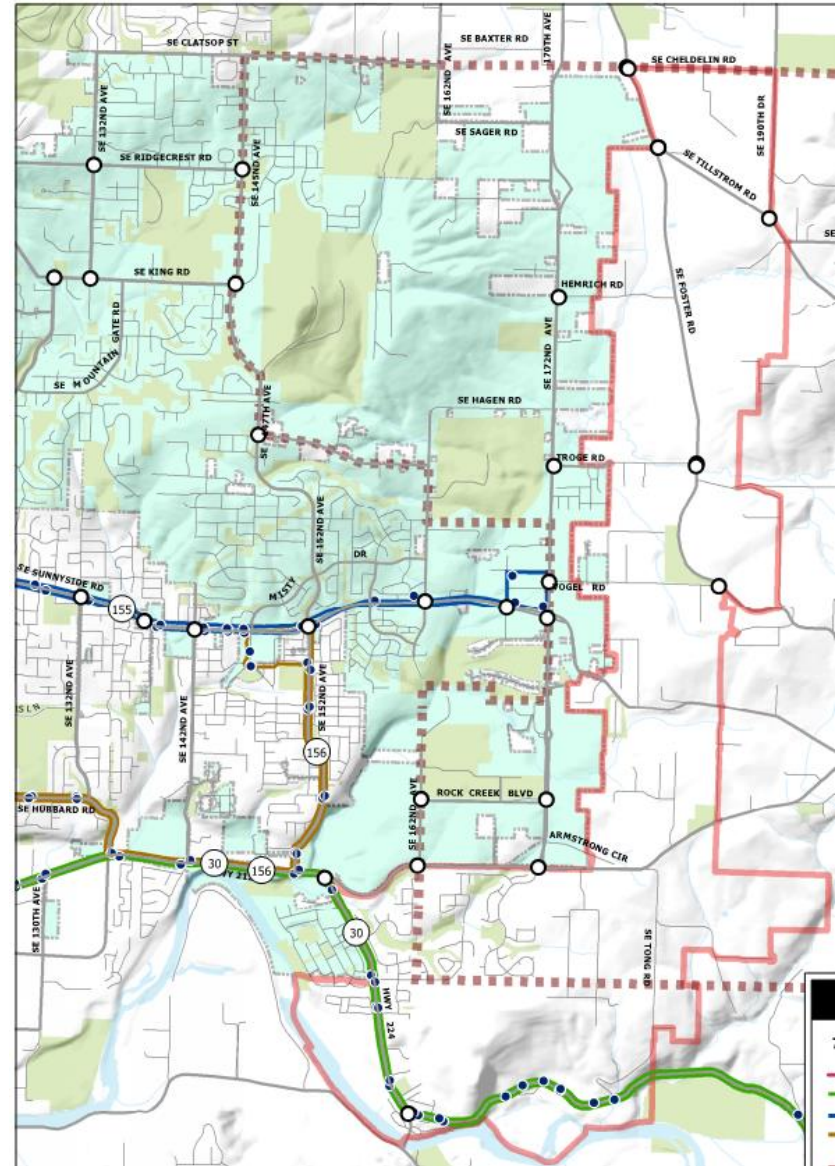 SE CLATSOP ST
SE BAXTER RD
SE 162ND AVE
170TH AVE
SE CHELDELIN RD
SE 132ND AVE
SE SAGER RD
SE 190TH DR
SE RIDGECREST RD
SE 145ND AVE
SE TILLSTROM RD
SE
SE KING RD
HEMRICH RD
SE FOSTER RD
GATE RD
SE MOUNTAIN
SE 172ND AVE
SE HAGEN RD
TROGE RD
SE 152ND AVE
DR
MISTY
SE SUNNYSIDE RD
155
VOGEL RD
SE 132ND AVE
SE 142ND AVE
SE 152ND AVE
156
ROCK CREEK BLVD
SE 162ND AVE
SE HUBBARD RD
ARMSTRONG CIR
30
156
SE 130TH AVE
30
SE TONG RD
HWY 224